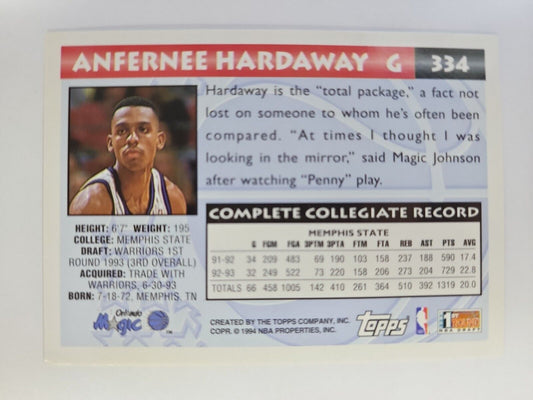 ANFERNEE HARDAWAY G 334
Hardaway is the "total package," a fact not
lost on someone to whom he's often been
compared. "At times I thought I was
looking in the mirror," said Magic Johnson
after watching "Penny" play.
HEIGHT: 6'7" WEIGHT: 195
COLLEGE: MEMPHIS STATE
DRAFT: WARRIORS 1ST
ROUND 1993 (3RD OVERALL)
ACQUIRED: TRADE WITH
WARRIORS, 6-30-93
BORN: 7-18-72, MEMPHIS, TN
COMPLETE COLLEGIATE RECORD
MEMPHIS STATE
G FGM FGA 3PTM 3PTA FTM FTA REB AST PTS AVE
91-92 34 209 483 69 190 103 158 237 188 590 17.4
92-93 32 249 522 73 220 158 206 273 204 729 22.8
TOTALS 66 458 1005 142 410 261 364 510 392 1319 20.0
Orlando
Magic
CREATED BY THE TOPPS COMPANY, INC.
COPR. © 1994 NBA PROPERTIES, INC.
Topps
1ST
ROUND
NBA DRAFT